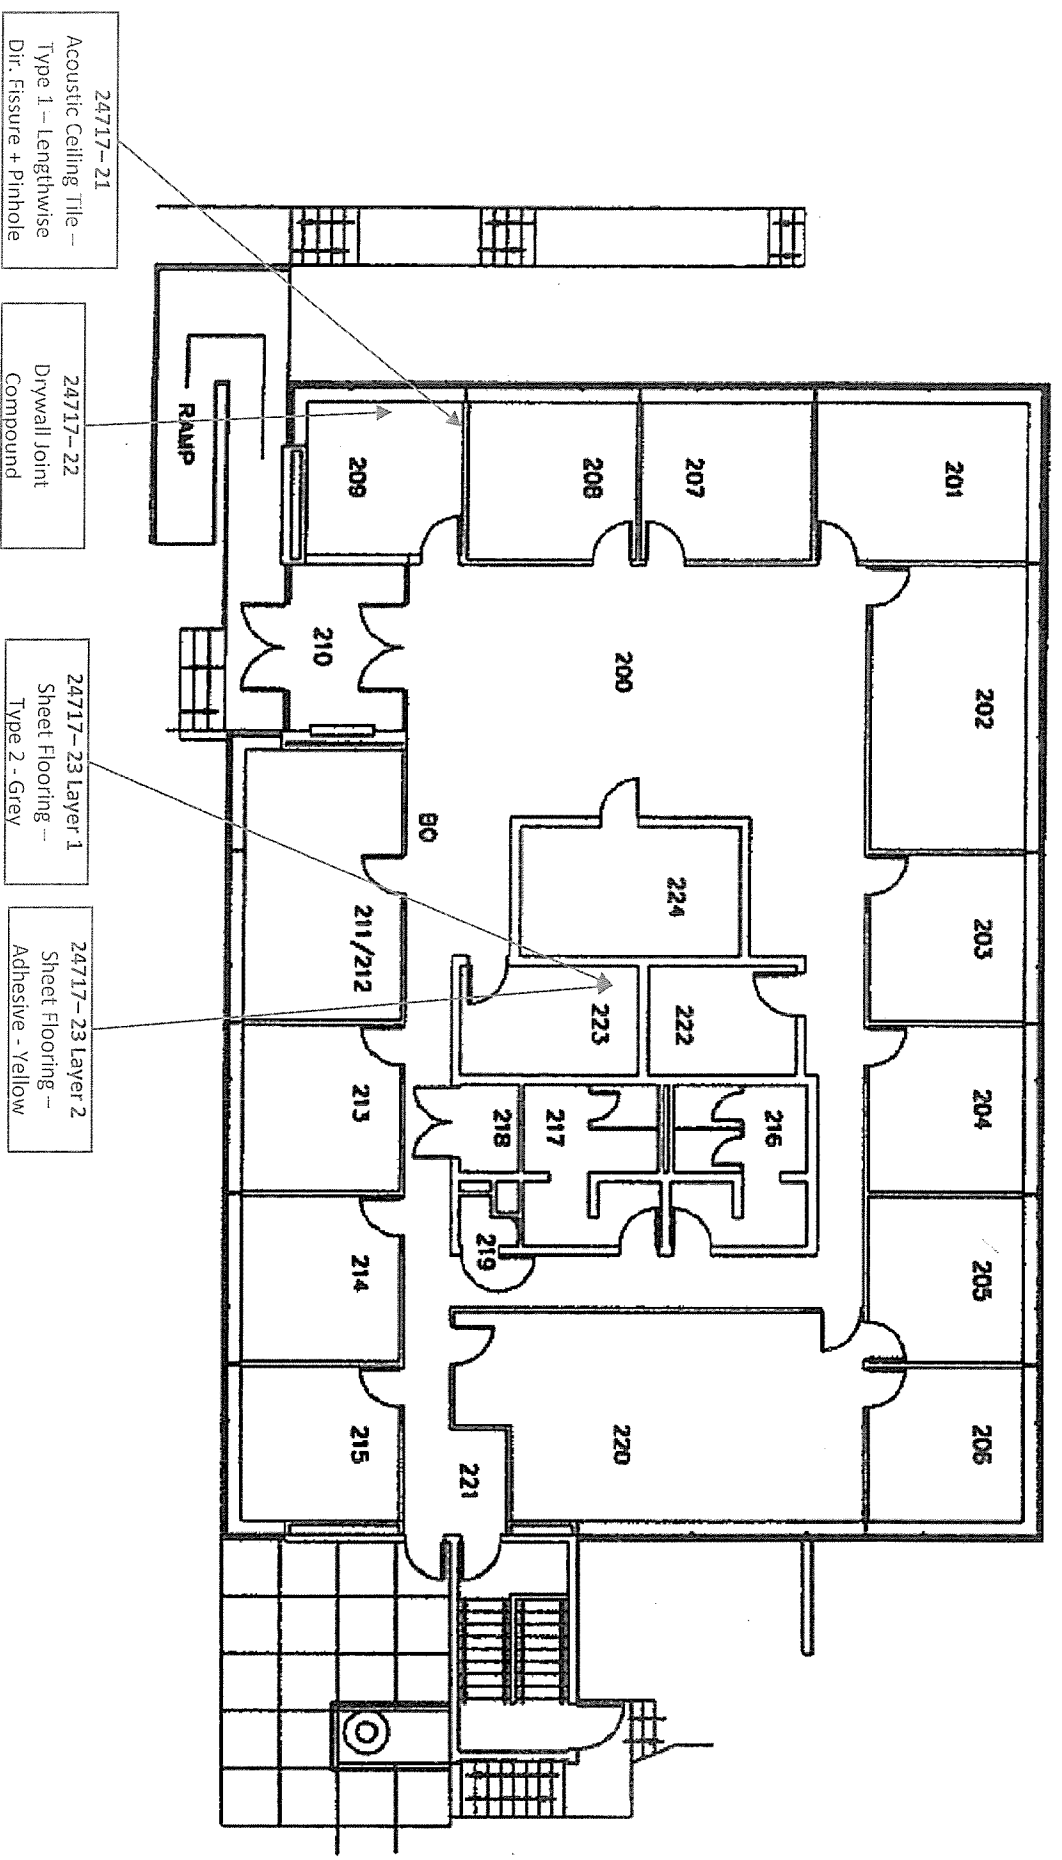 201
202
203
204
205
206
207
208
209
200
210
RAMP
BO
224
222
223
211/212
213
214
215
216
217
218
219
220
221
24717–21
Acoustic Ceiling Tile –
Type 1 – Lengthwise
Dir. Fissure + Pinhole
24717–22
Drywall Joint
Compound
24717–23 Layer 1
Sheet Flooring –
Type 2 - Grey
24717–23 Layer 2
Sheet Flooring –
Adhesive - Yellow